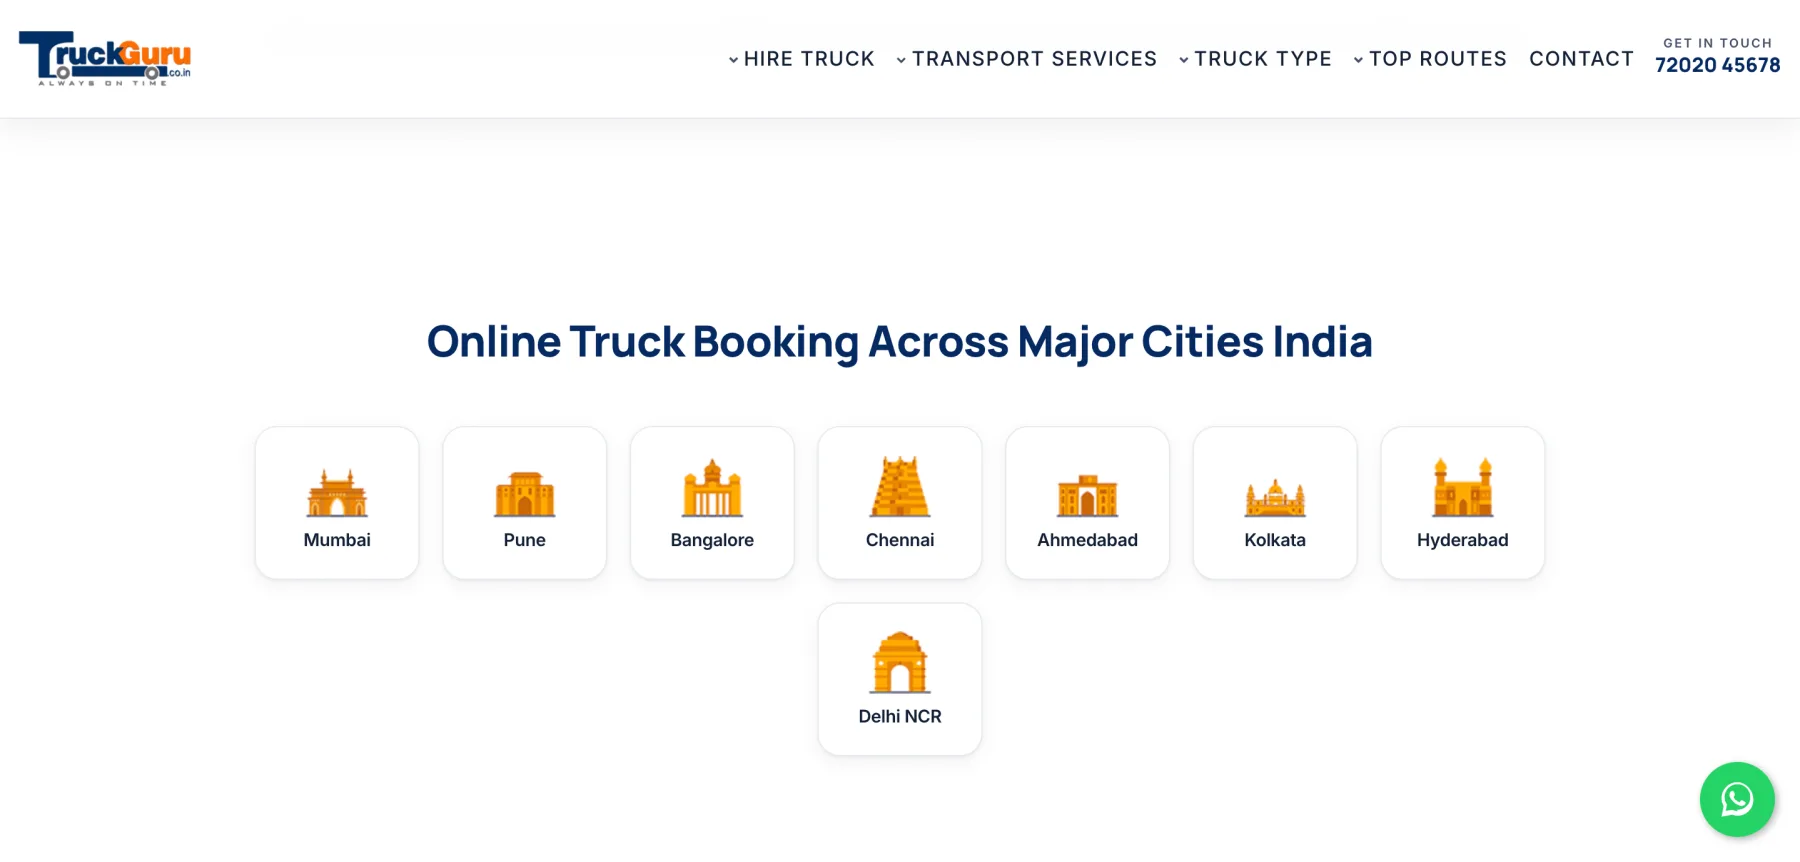 TruckGuru
.co.in
ALWAYS ON TIME
HIRE TRUCK
TRANSPORT SERVICES
TRUCK TYPE
TOP ROUTES
CONTACT
GET IN TOUCH
72020 45678
Online Truck Booking Across Major Cities India
Mumbai
Pune
Bangalore
Chennai
Ahmedabad
Kolkata
Hyderabad
Delhi NCR